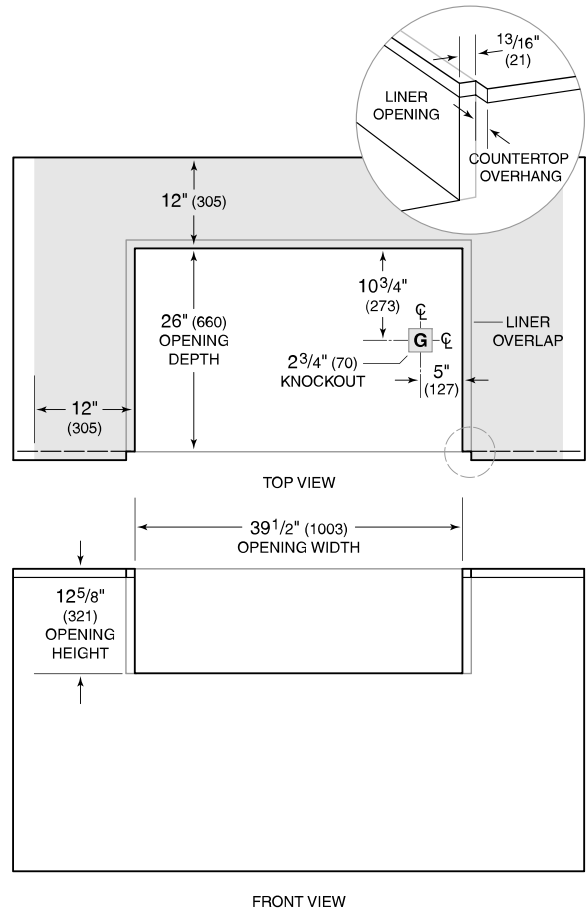 13/16"
(21)
LINER
OPENING
COUNTERTOP
OVERHANG
12" (305)
10 3/4"
(273)
℄
26" (660)
OPENING
DEPTH
G ℄
LINER
OVERLAP
2 3/4" (70)
KNOCKOUT
5"
(127)
12"
(305)
TOP VIEW
39 1/2" (1003)
OPENING WIDTH
12 5/8"
(321)
OPENING
HEIGHT
FRONT VIEW